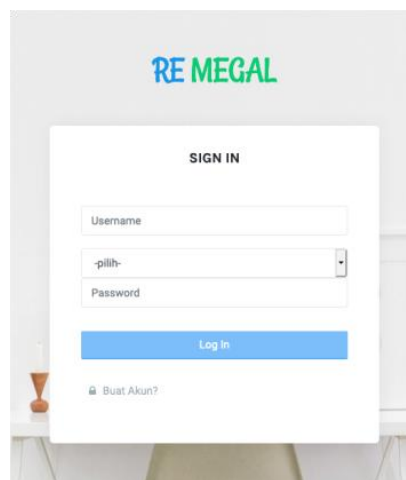 RE MEGAL
SIGN IN
Username
-pilih-
Password
Log In
Buat Akun?